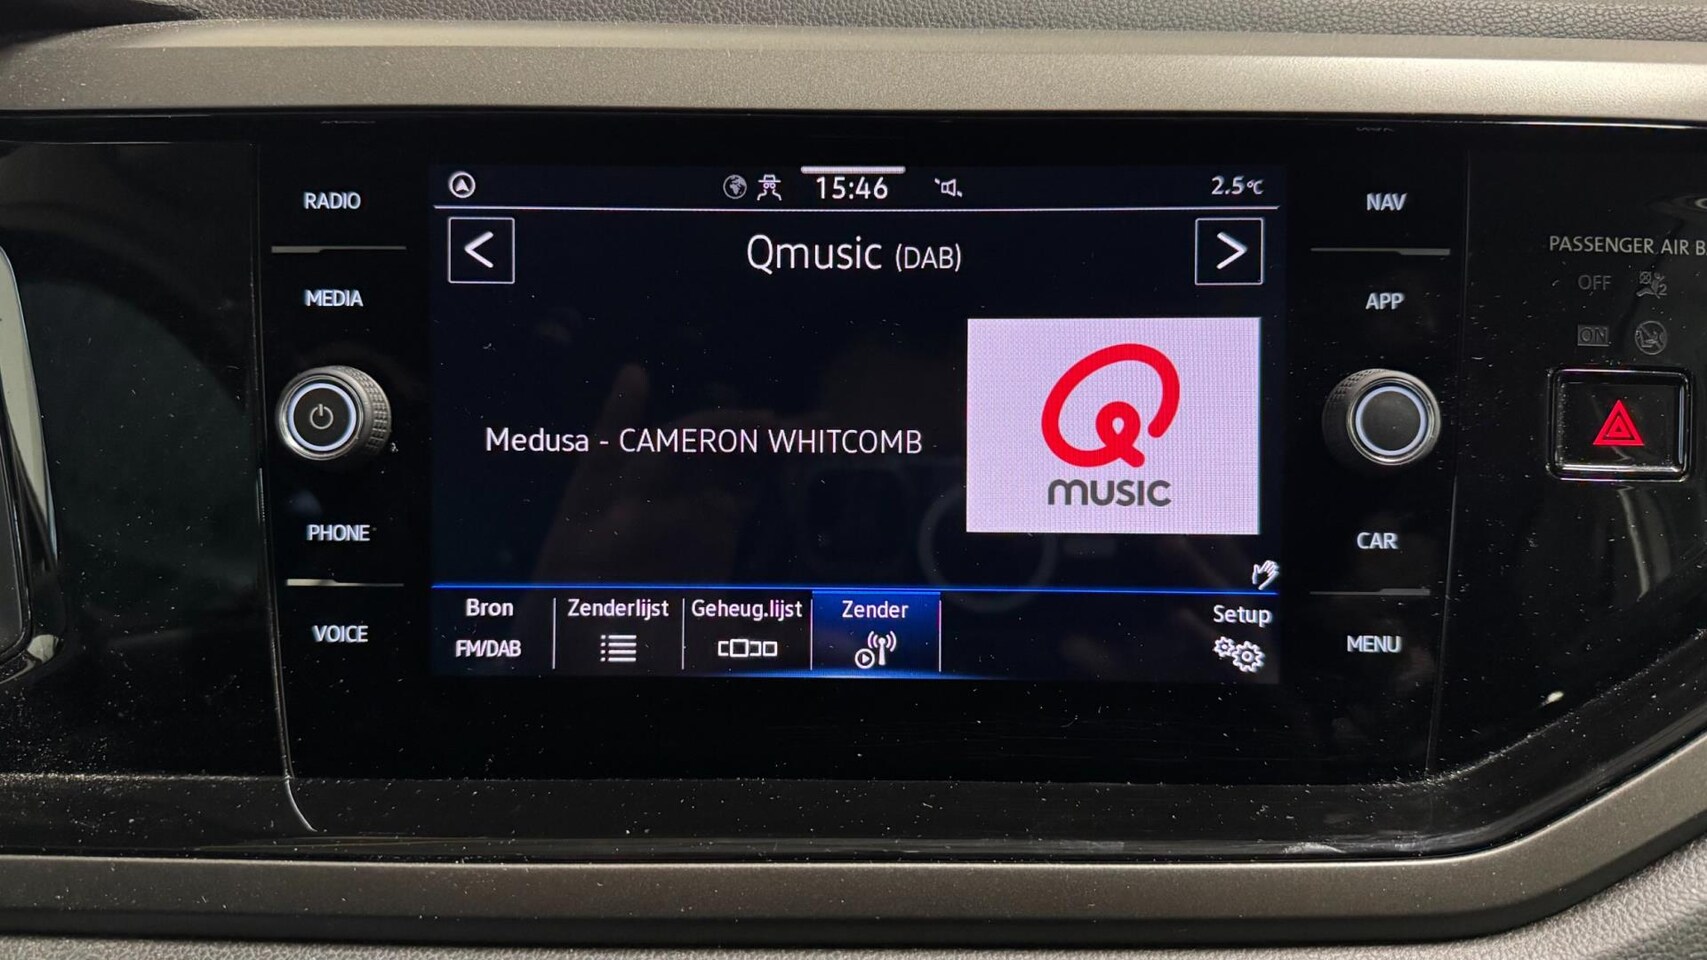 RADIO
MEDIA
PHONE
VOICE
15:46
2.5°C
Qmusic (DAB)
Medusa - CAMERON WHITCOMB
Q
MUSIC
Bron
FM/DAB
Zenderlijst
Geheug.lijst
Zender
Setup
NAV
APP
CAR
MENU
PASSENGER AIR B
OFF
ON